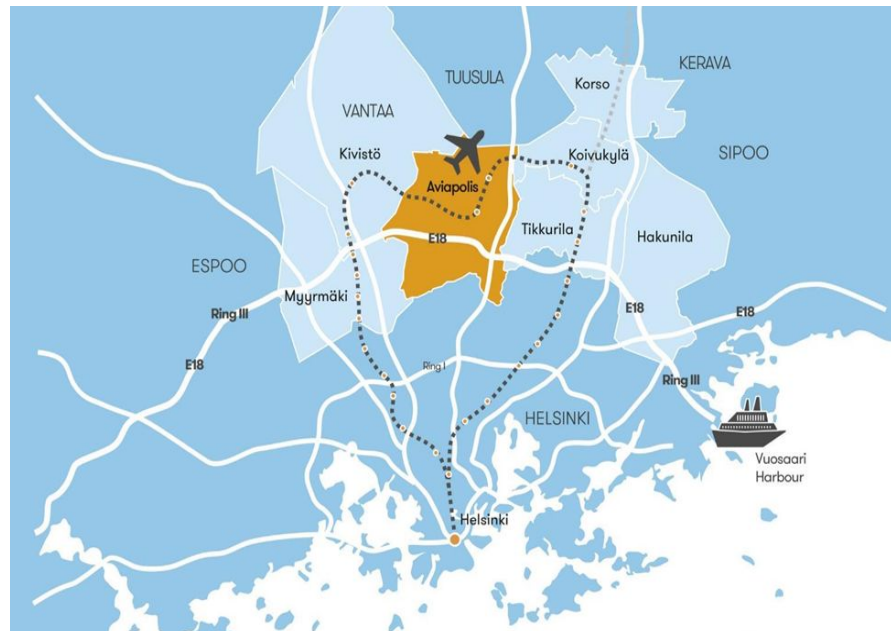 KERAVA
TUUSULA
Korso
VANTAA
Kivistö
Koivukylä
SIPOO
Aviapolis
Tikkurila
Hakunila
E18
ESPOO
Myyrmäki
E18
E18
Ring III
E18
Ring I
Ring III
HELSINKI
Vuosaari
Harbour
Helsinki